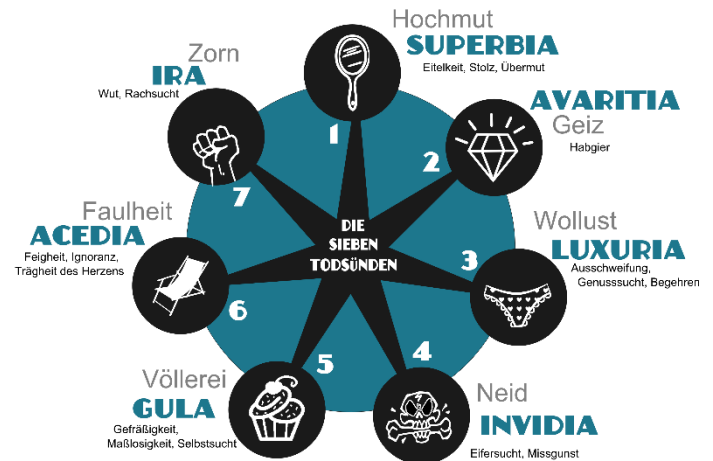 Hochmut
SUPERBIA
Eitelkeit, Stolz, Übermut
1
AVARITIA
Geiz
Habgier
2
Wollust
LUXURIA
Ausschweifung,
Genusssucht, Begehren
3
Neid
INVIDIA
Eifersucht, Missgunst
4
Völlerei
GULA
Gefräßigkeit,
Maßlosigkeit, Selbstsucht
5
Faulheit
ACEDIA
Feigheit, Ignoranz,
Trägheit des Herzens
6
Zorn
IRA
Wut, Rachsucht
7
DIE
SIEBEN
TODSÜNDEN